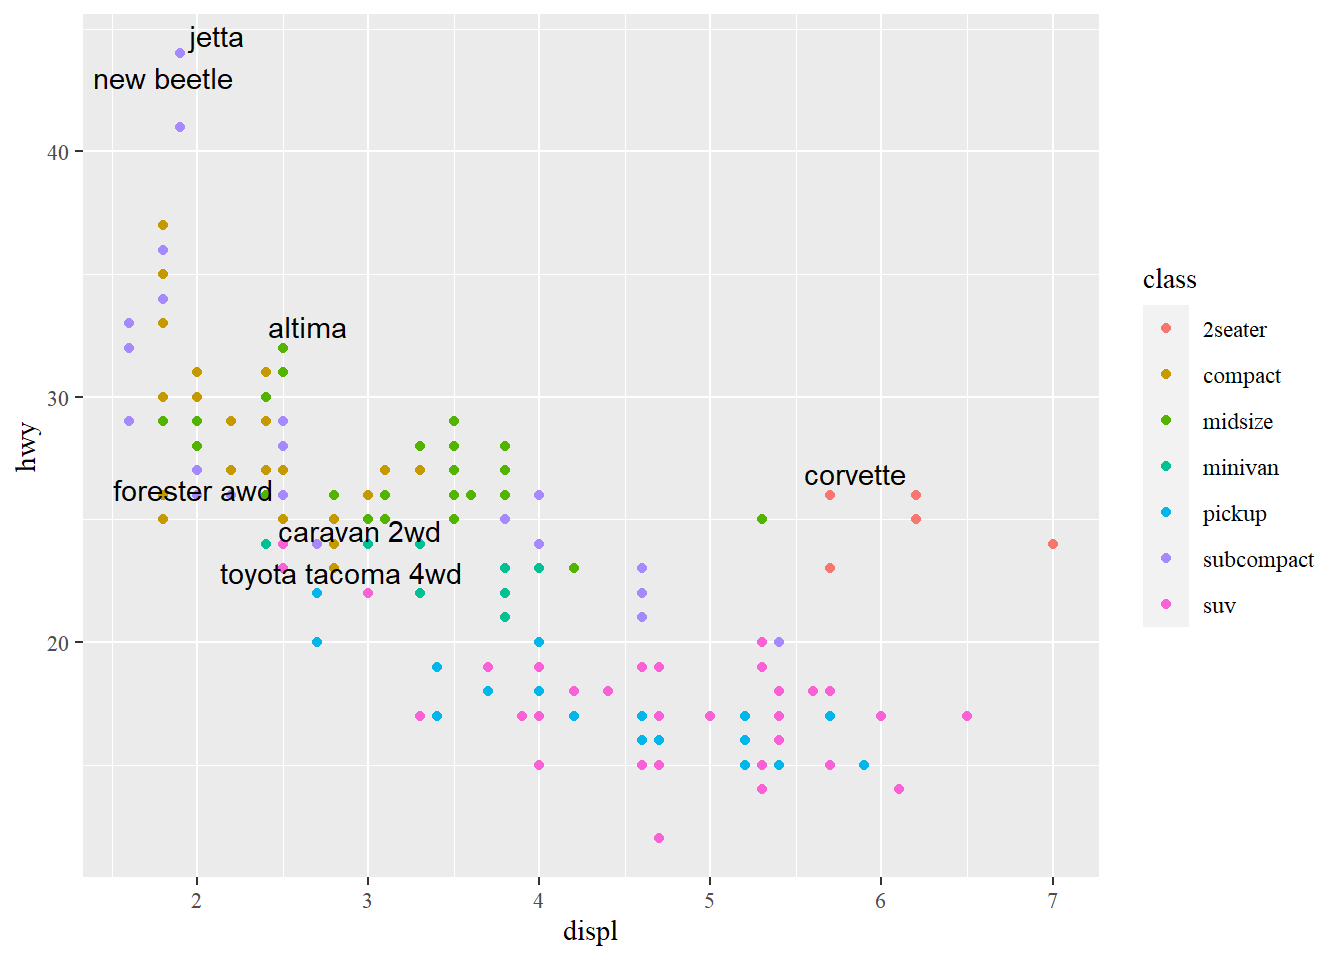 jetta
new beetle
altima
corvette
forester awd
caravan 2wd
toyota tacoma 4wd
40
30
20
hwy
2
3
4
5
6
7
displ
class
2seater
compact
midsize
minivan
pickup
subcompact
suv